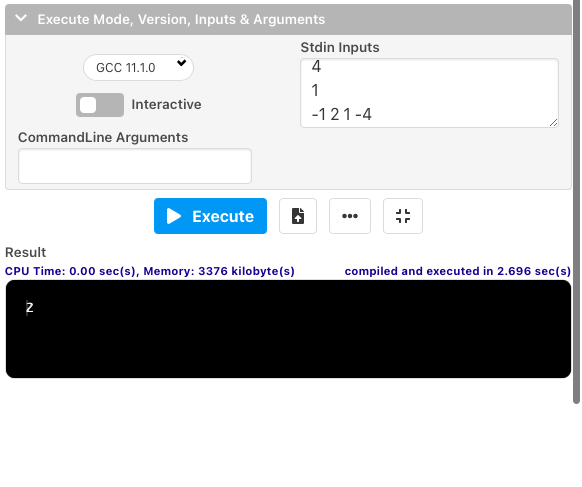 Execute Mode, Version, Inputs & Arguments
GCC 11.1.0
Interactive
Stdin Inputs
4
1
-1 2 1 -4
CommandLine Arguments
Execute
Result
CPU Time: 0.00 sec(s), Memory: 3376 kilobyte(s)
compiled and executed in 2.696 sec(s)
2